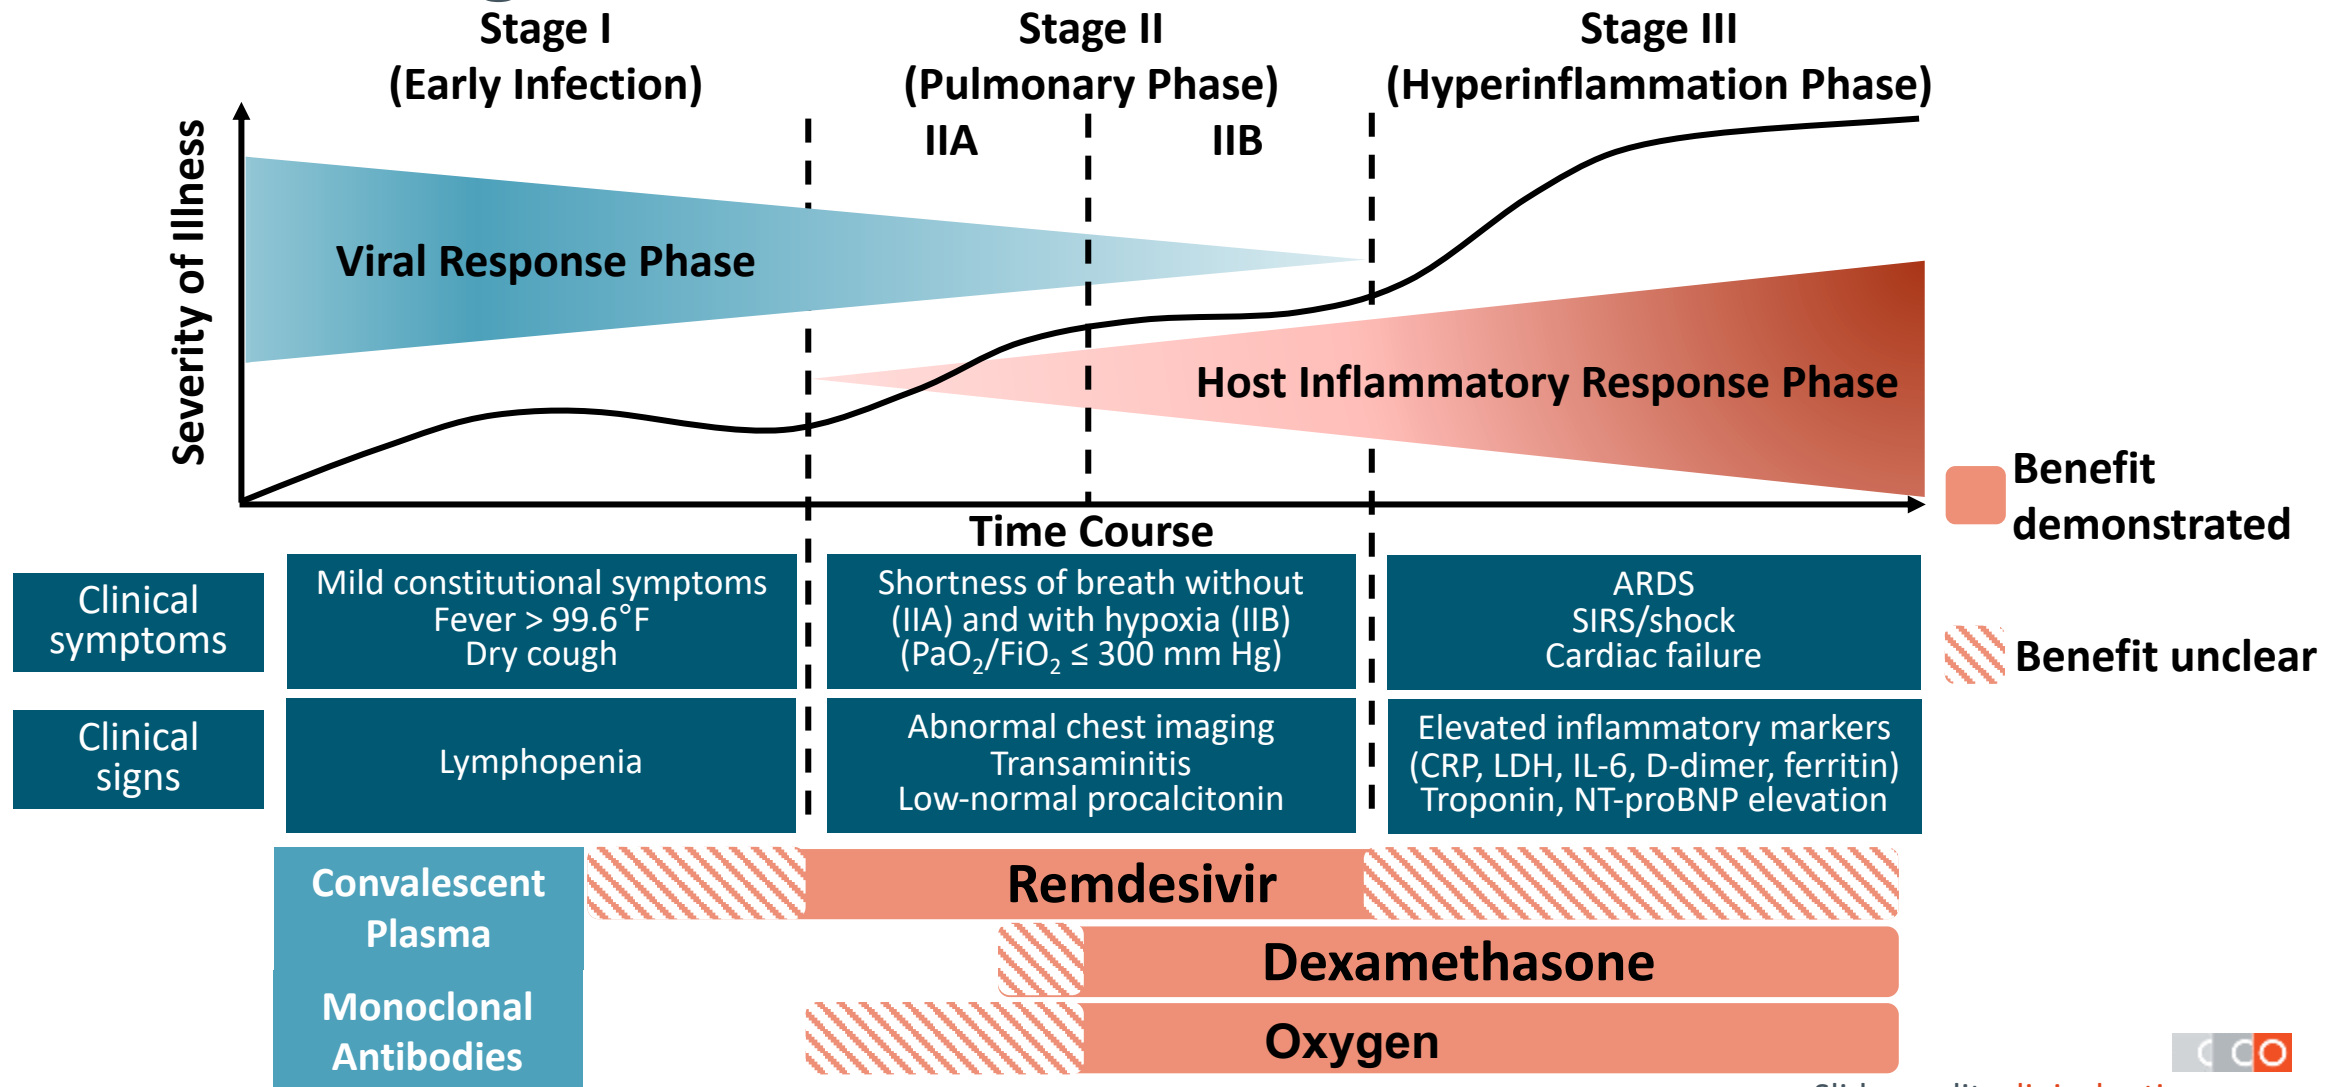 Stage I
(Early Infection)
Stage II
(Pulmonary Phase)
Stage III
(Hyperinflammation Phase)
IIA
IIB
Severity of Illness
Viral Response Phase
Host Inflammatory Response Phase
Time Course
Benefit
demonstrated
Benefit unclear
Clinical
symptoms
Mild constitutional symptoms
Fever > 99.6°F
Dry cough
Shortness of breath without
(IIA) and with hypoxia (IIB)
(PaO₂/FiO₂ ≤ 300 mm Hg)
ARDS
SIRS/shock
Cardiac failure
Clinical
signs
Lymphopenia
Abnormal chest imaging
Transaminitis
Low-normal procalcitonin
Elevated inflammatory markers
(CRP, LDH, IL-6, D-dimer, ferritin)
Troponin, NT-proBNP elevation
Convalescent
Plasma
Monoclonal
Antibodies
Remdesivir
Dexamethasone
Oxygen
CCO